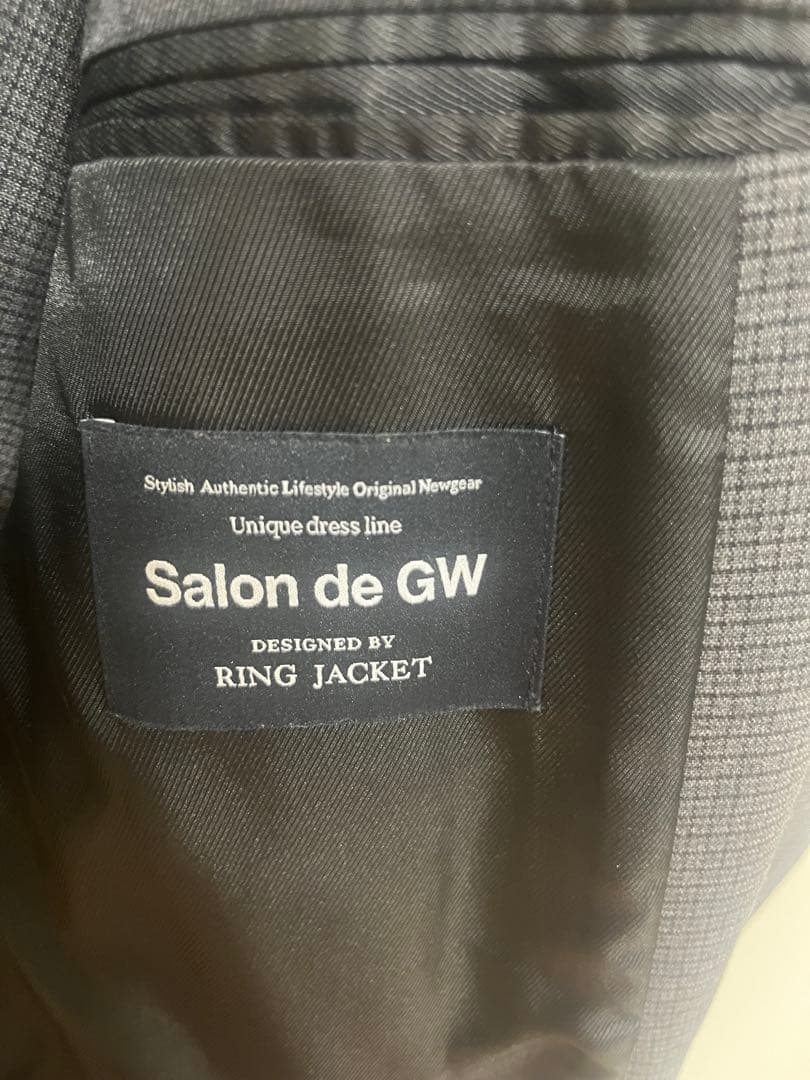 Stylish Authentic Lifestyle Original Newgear
Unique dress line
Salon de GW
DESIGNED BY
RING JACKET